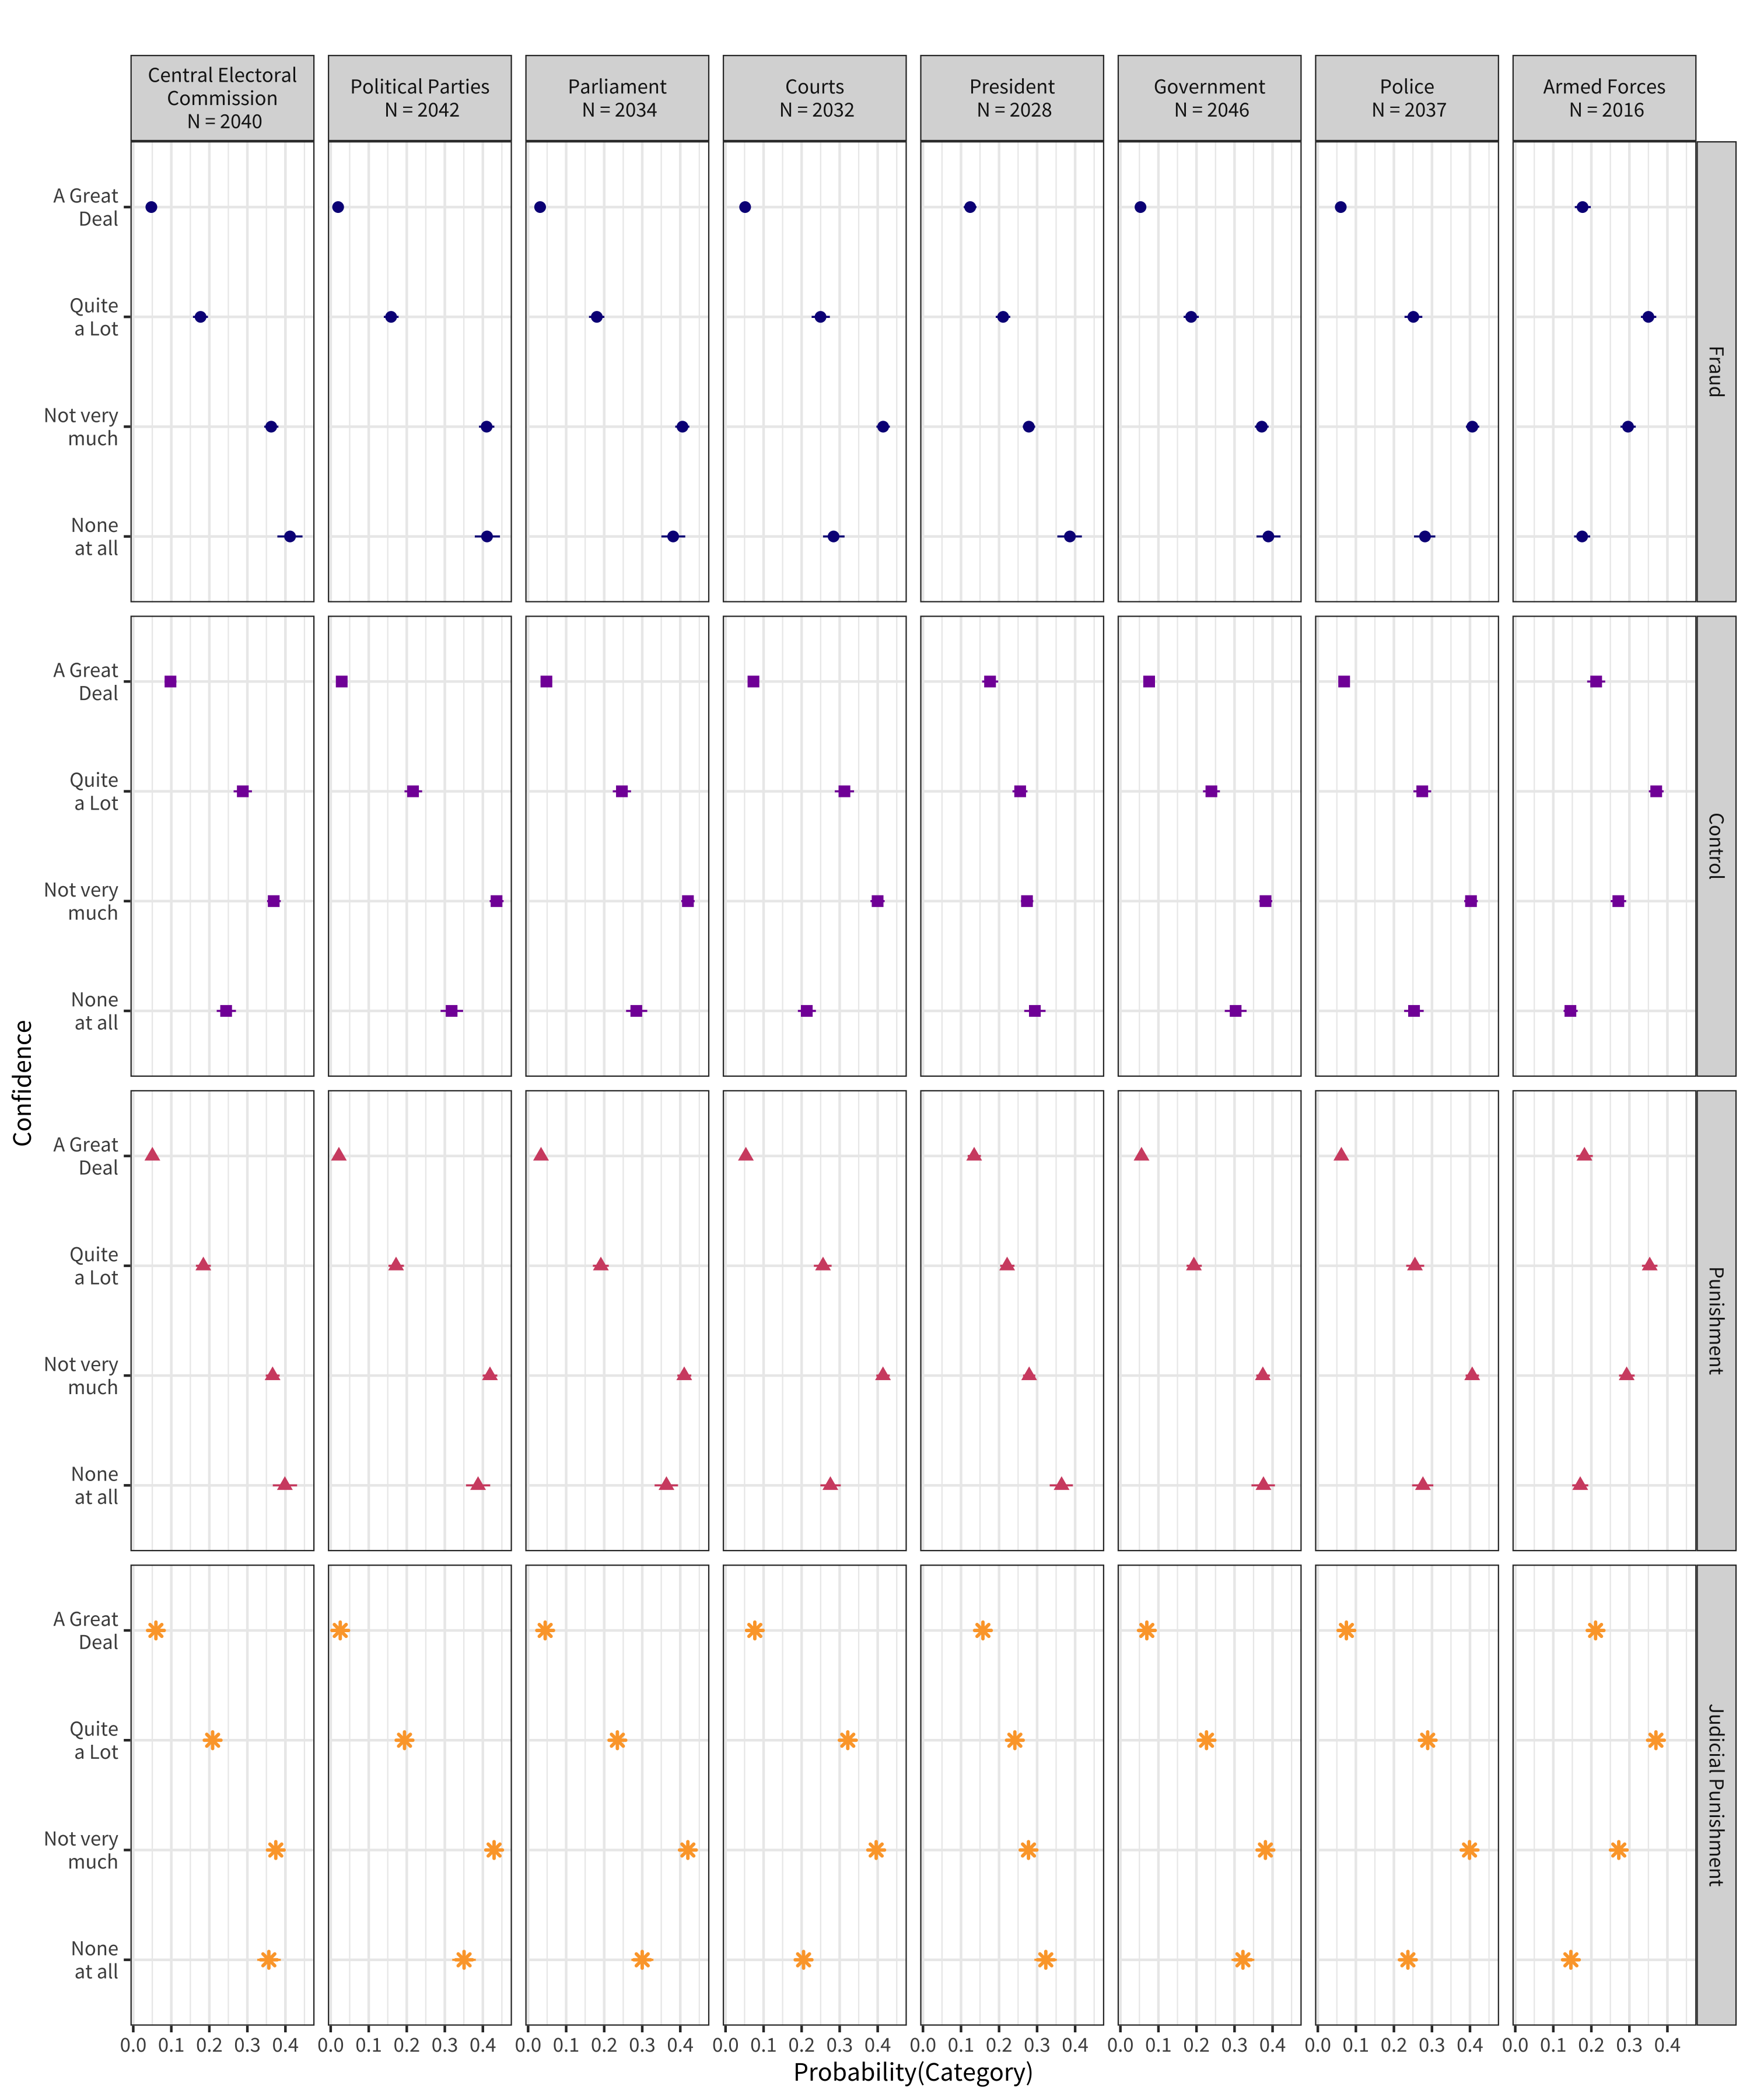 Central Electoral
Commission
N = 2040
Political Parties
N = 2042
Parliament
N = 2034
Courts
N = 2032
President
N = 2028
Government
N = 2046
Police
N = 2037
Armed Forces
N = 2016
A Great
Deal
Quite
a Lot
Not very
much
None
at all
Fraud
A Great
Deal
Quite
a Lot
Not very
much
None
at all
Control
Confidence
A Great
Deal
Quite
a Lot
Not very
much
None
at all
Punishment
A Great
Deal
Quite
a Lot
Not very
much
None
at all
Judicial Punishment
0.0 0.1 0.2 0.3 0.4
0.0 0.1 0.2 0.3 0.4
0.0 0.1 0.2 0.3 0.4
0.0 0.1 0.2 0.3 0.4
0.0 0.1 0.2 0.3 0.4
0.0 0.1 0.2 0.3 0.4
0.0 0.1 0.2 0.3 0.4
0.0 0.1 0.2 0.3 0.4
Probability(Category)